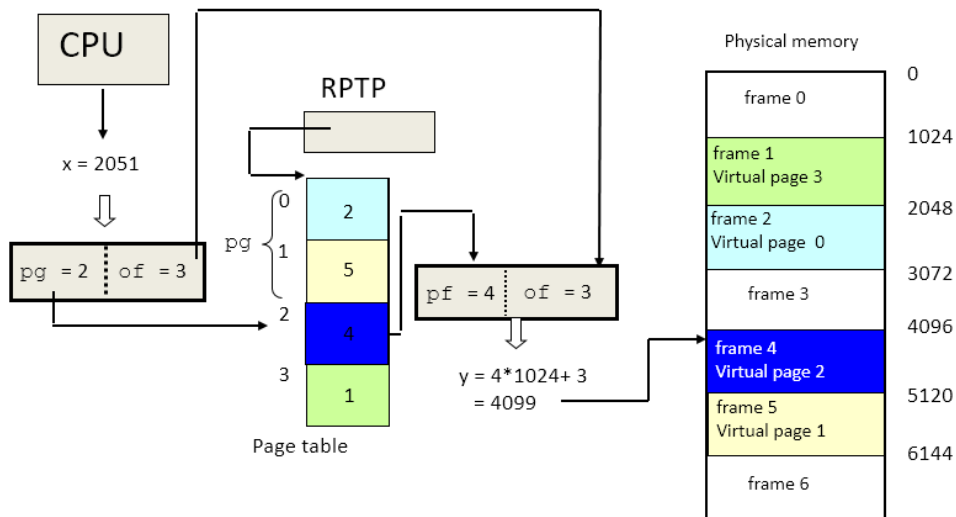 CPU
x = 2051
pg = 2
of = 3
RPTP
pg
0
1
2
3
2
5
4
1
Page table
pf = 4
of = 3
y = 4*1024+ 3
= 4099
Physical memory
frame 0
frame 1
Virtual page 3
frame 2
Virtual page 0
frame 3
frame 4
Virtual page 2
frame 5
Virtual page 1
frame 6
0
1024
2048
3072
4096
5120
6144